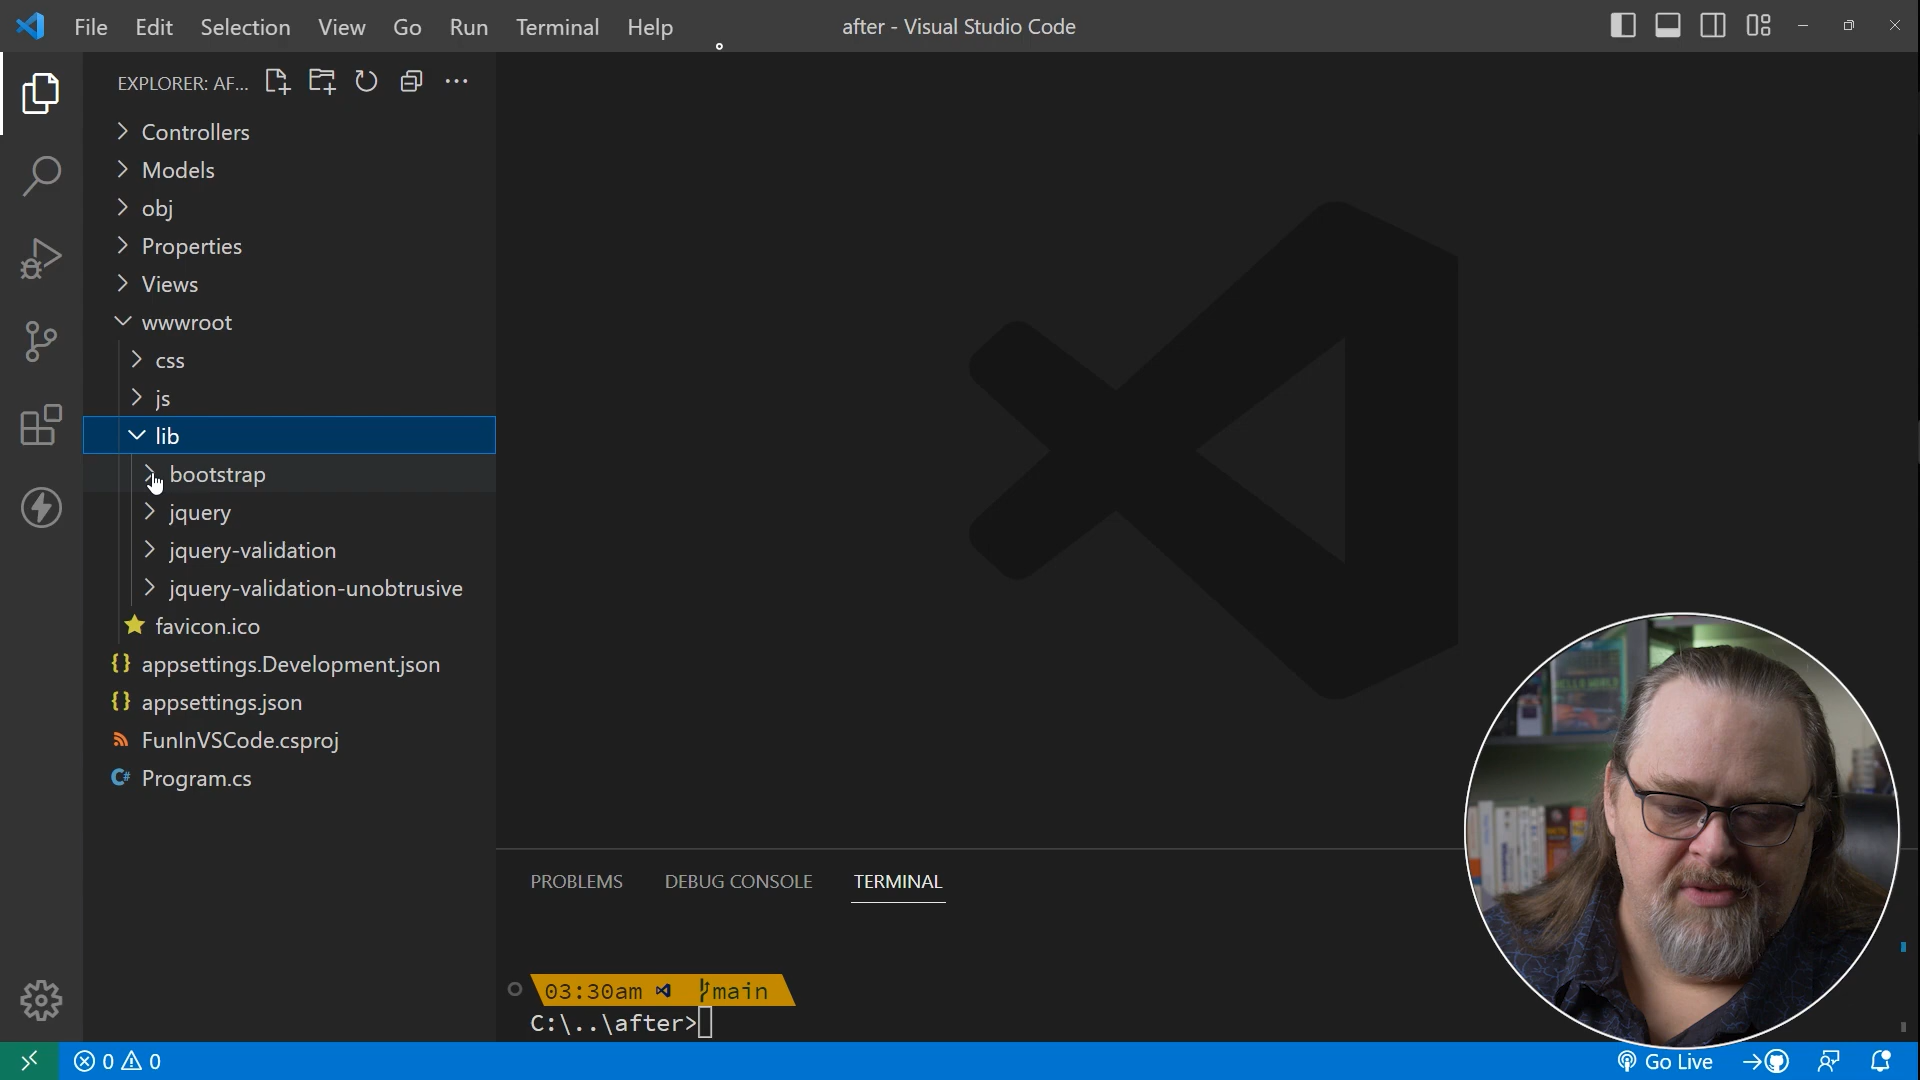 File Edit Selection View Go Run Terminal Help
after - Visual Studio Code
EXPLORER: AF...
Controllers
Models
obj
Properties
Views
wwwroot
css
js
lib
bootstrap
jquery
jquery-validation
jquery-validation-unobtrusive
favicon.ico
{} appsettings.Development.json
{} appsettings.json
FunInVSCode.csproj
C# Program.cs
PROBLEMS DEBUG CONSOLE TERMINAL
03:30am main
C:\..\after>
0 0
Go Live
HELLO WORLD